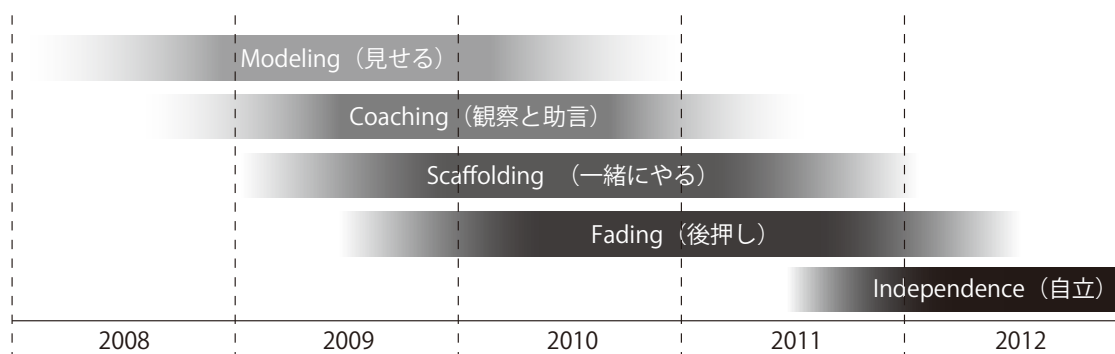 Modeling（見せる）
Coaching（観察と助言）
Scaffolding （一緒にやる）
Fading（後押し）
Independence（自立）
2008 2009 2010 2011 2012